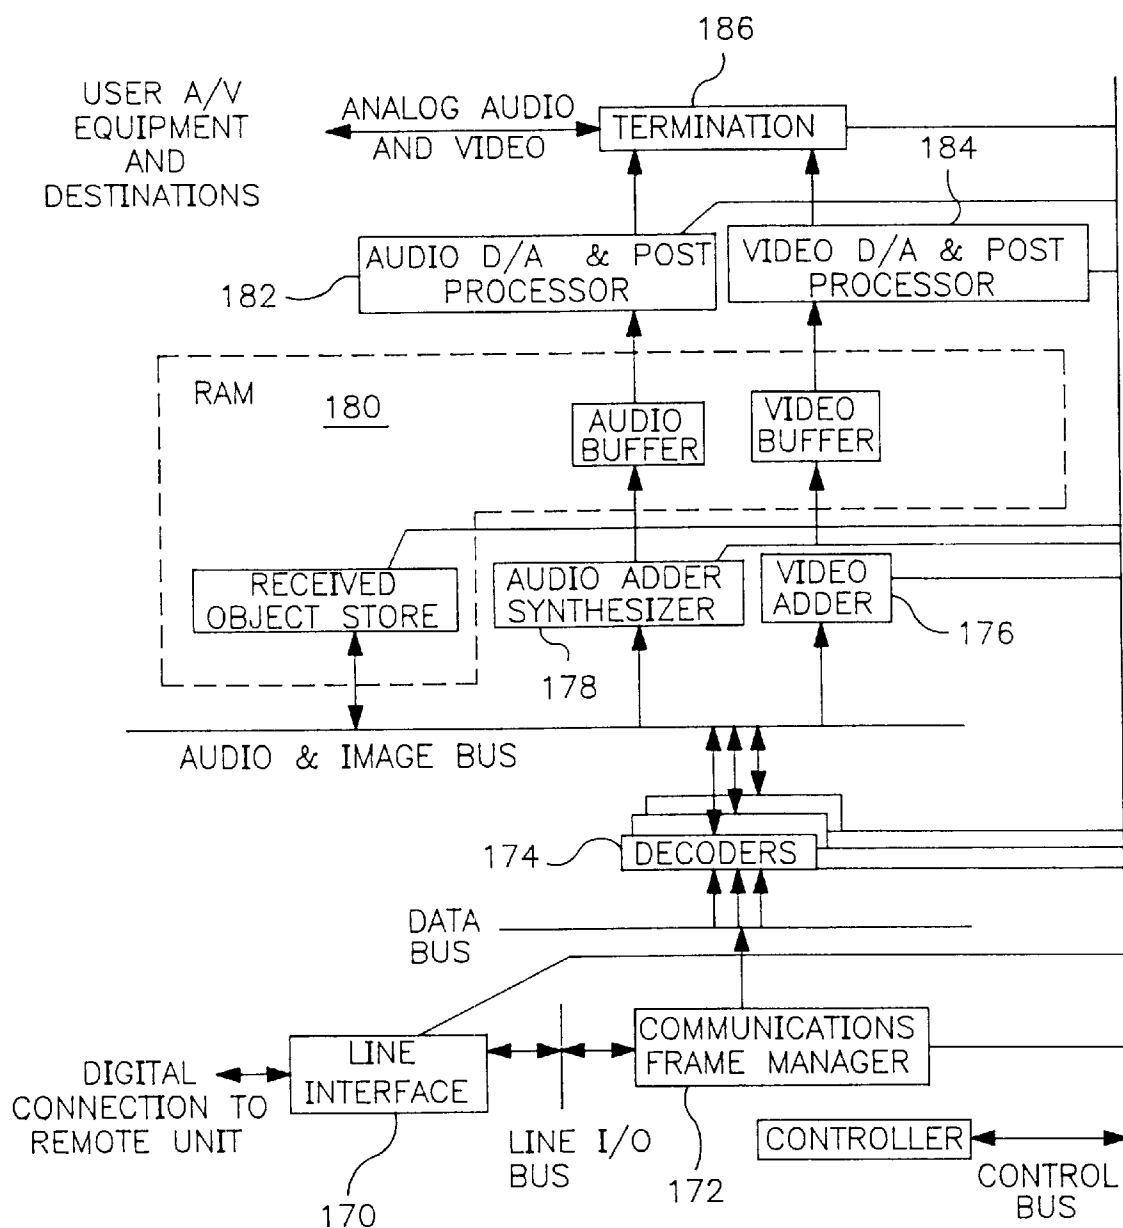 186
USER A/V
EQUIPMENT
AND
DESTINATIONS
ANALOG AUDIO
AND VIDEO
TERMINATION
184
AUDIO D/A & POST
PROCESSOR
VIDEO D/A & POST
PROCESSOR
182
RAM
180
AUDIO
BUFFER
VIDEO
BUFFER
RECEIVED
OBJECT STORE
AUDIO ADDER
SYNTHESIZER
VIDEO
ADDER
176
178
AUDIO & IMAGE BUS
174
DECODERS
DATA
BUS
COMMUNICATIONS
FRAME MANAGER
LINE
INTERFACE
DIGITAL
CONNECTION TO
REMOTE UNIT
LINE I/O
BUS
CONTROLLER
CONTROL
BUS
170
172